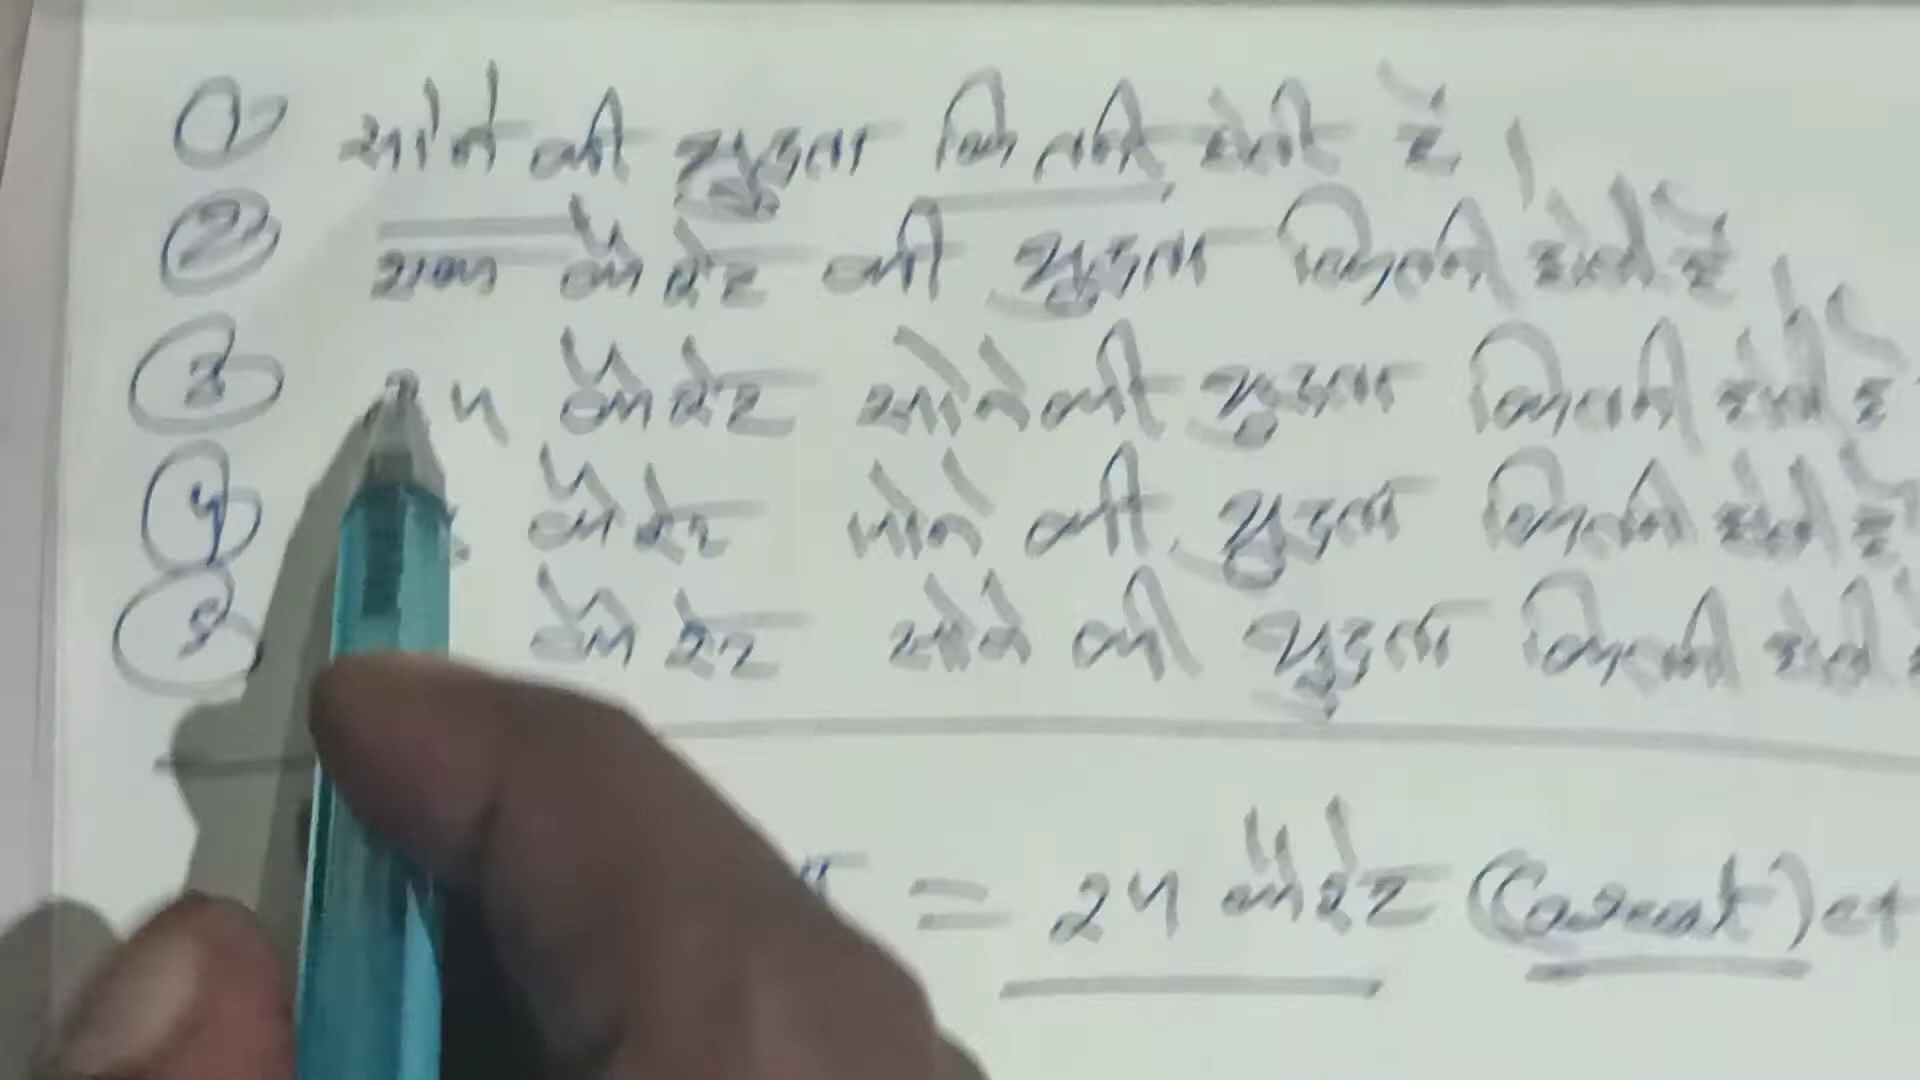 ① सोने की शुद्धता कितनी होती है
② एक कैरेट की शुद्धता कितनी होती है
③ 24 कैरेट सोने की शुद्धता कितनी होती है
④ कैरेट सोने की शुद्धता कितनी होती है
⑤ कैरेट सोने की शुद्धता कितनी होती है
= 24 कैरेट (Carat) ct